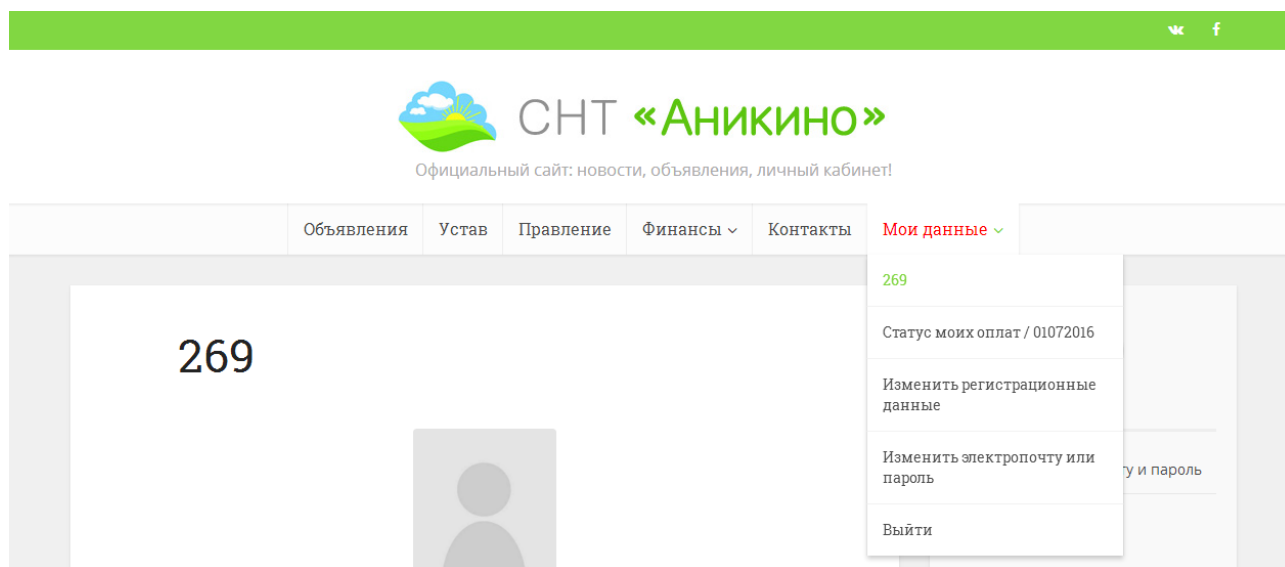 СНТ «Аникино»
Официальный сайт: новости, объявления, личный кабинет!
Объявления Устав Правление Финансы Контакты Мои данные
269
269
Статус моих оплат / 01072016
Изменить регистрационные
данные
Изменить электропочту или
пароль
и пароль
Выйти